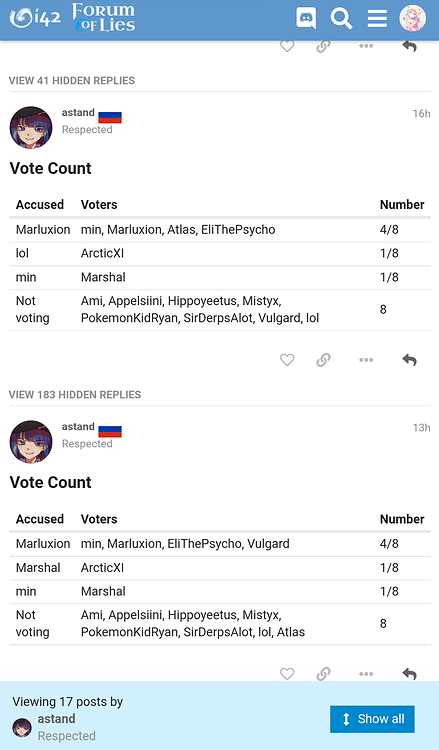 i42 FORUM OF LIES
VIEW 41 HIDDEN REPLIES
astand
16h
Respected
Vote Count
Accused Voters Number
Marluxion min, Marluxion, Atlas, EliThePsycho 4/8
lol ArcticXI 1/8
min Marshal 1/8
Not voting Ami, Appelsiini, Hippoyeetus, Mistyx,
PokemonKidRyan, SirDerpsAlot, Vulgard, lol 8
VIEW 183 HIDDEN REPLIES
astand
13h
Respected
Vote Count
Accused Voters Number
Marluxion min, Marluxion, EliThePsycho, Vulgard 4/8
Marshal ArcticXI 1/8
min Marshal 1/8
Not voting Ami, Appelsiini, Hippoyeetus, Mistyx,
PokemonKidRyan, SirDerpsAlot, lol, Atlas 8
Viewing 17 posts by
astand
Respected
Show all